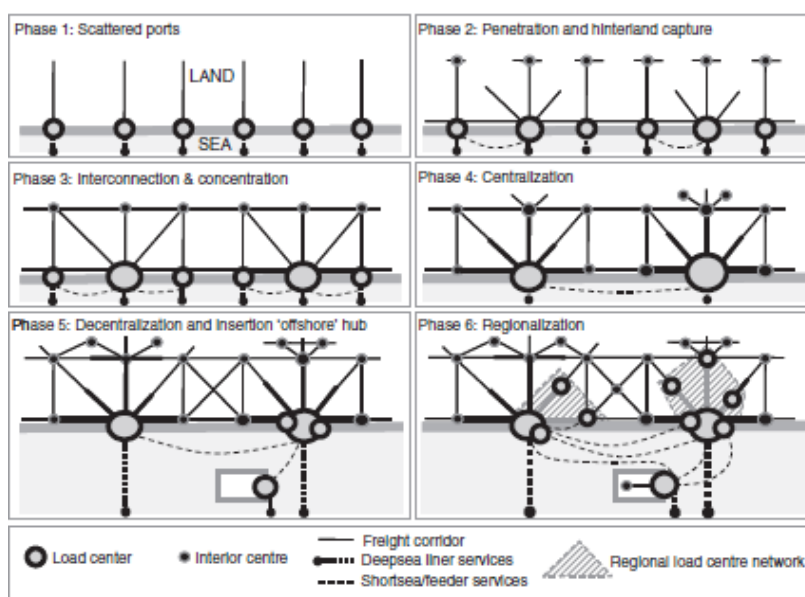 Phase 1: Scattered ports
LAND
SEA
Phase 2: Penetration and hinterland capture
Phase 3: Interconnection & concentration
Phase 4: Centralization
Phase 5: Decentralization and insertion 'offshore' hub
Phase 6: Regionalization
Load center
Interior centre
Freight corridor
Deepsea liner services
Shortsea/feeder services
Regional load centre network